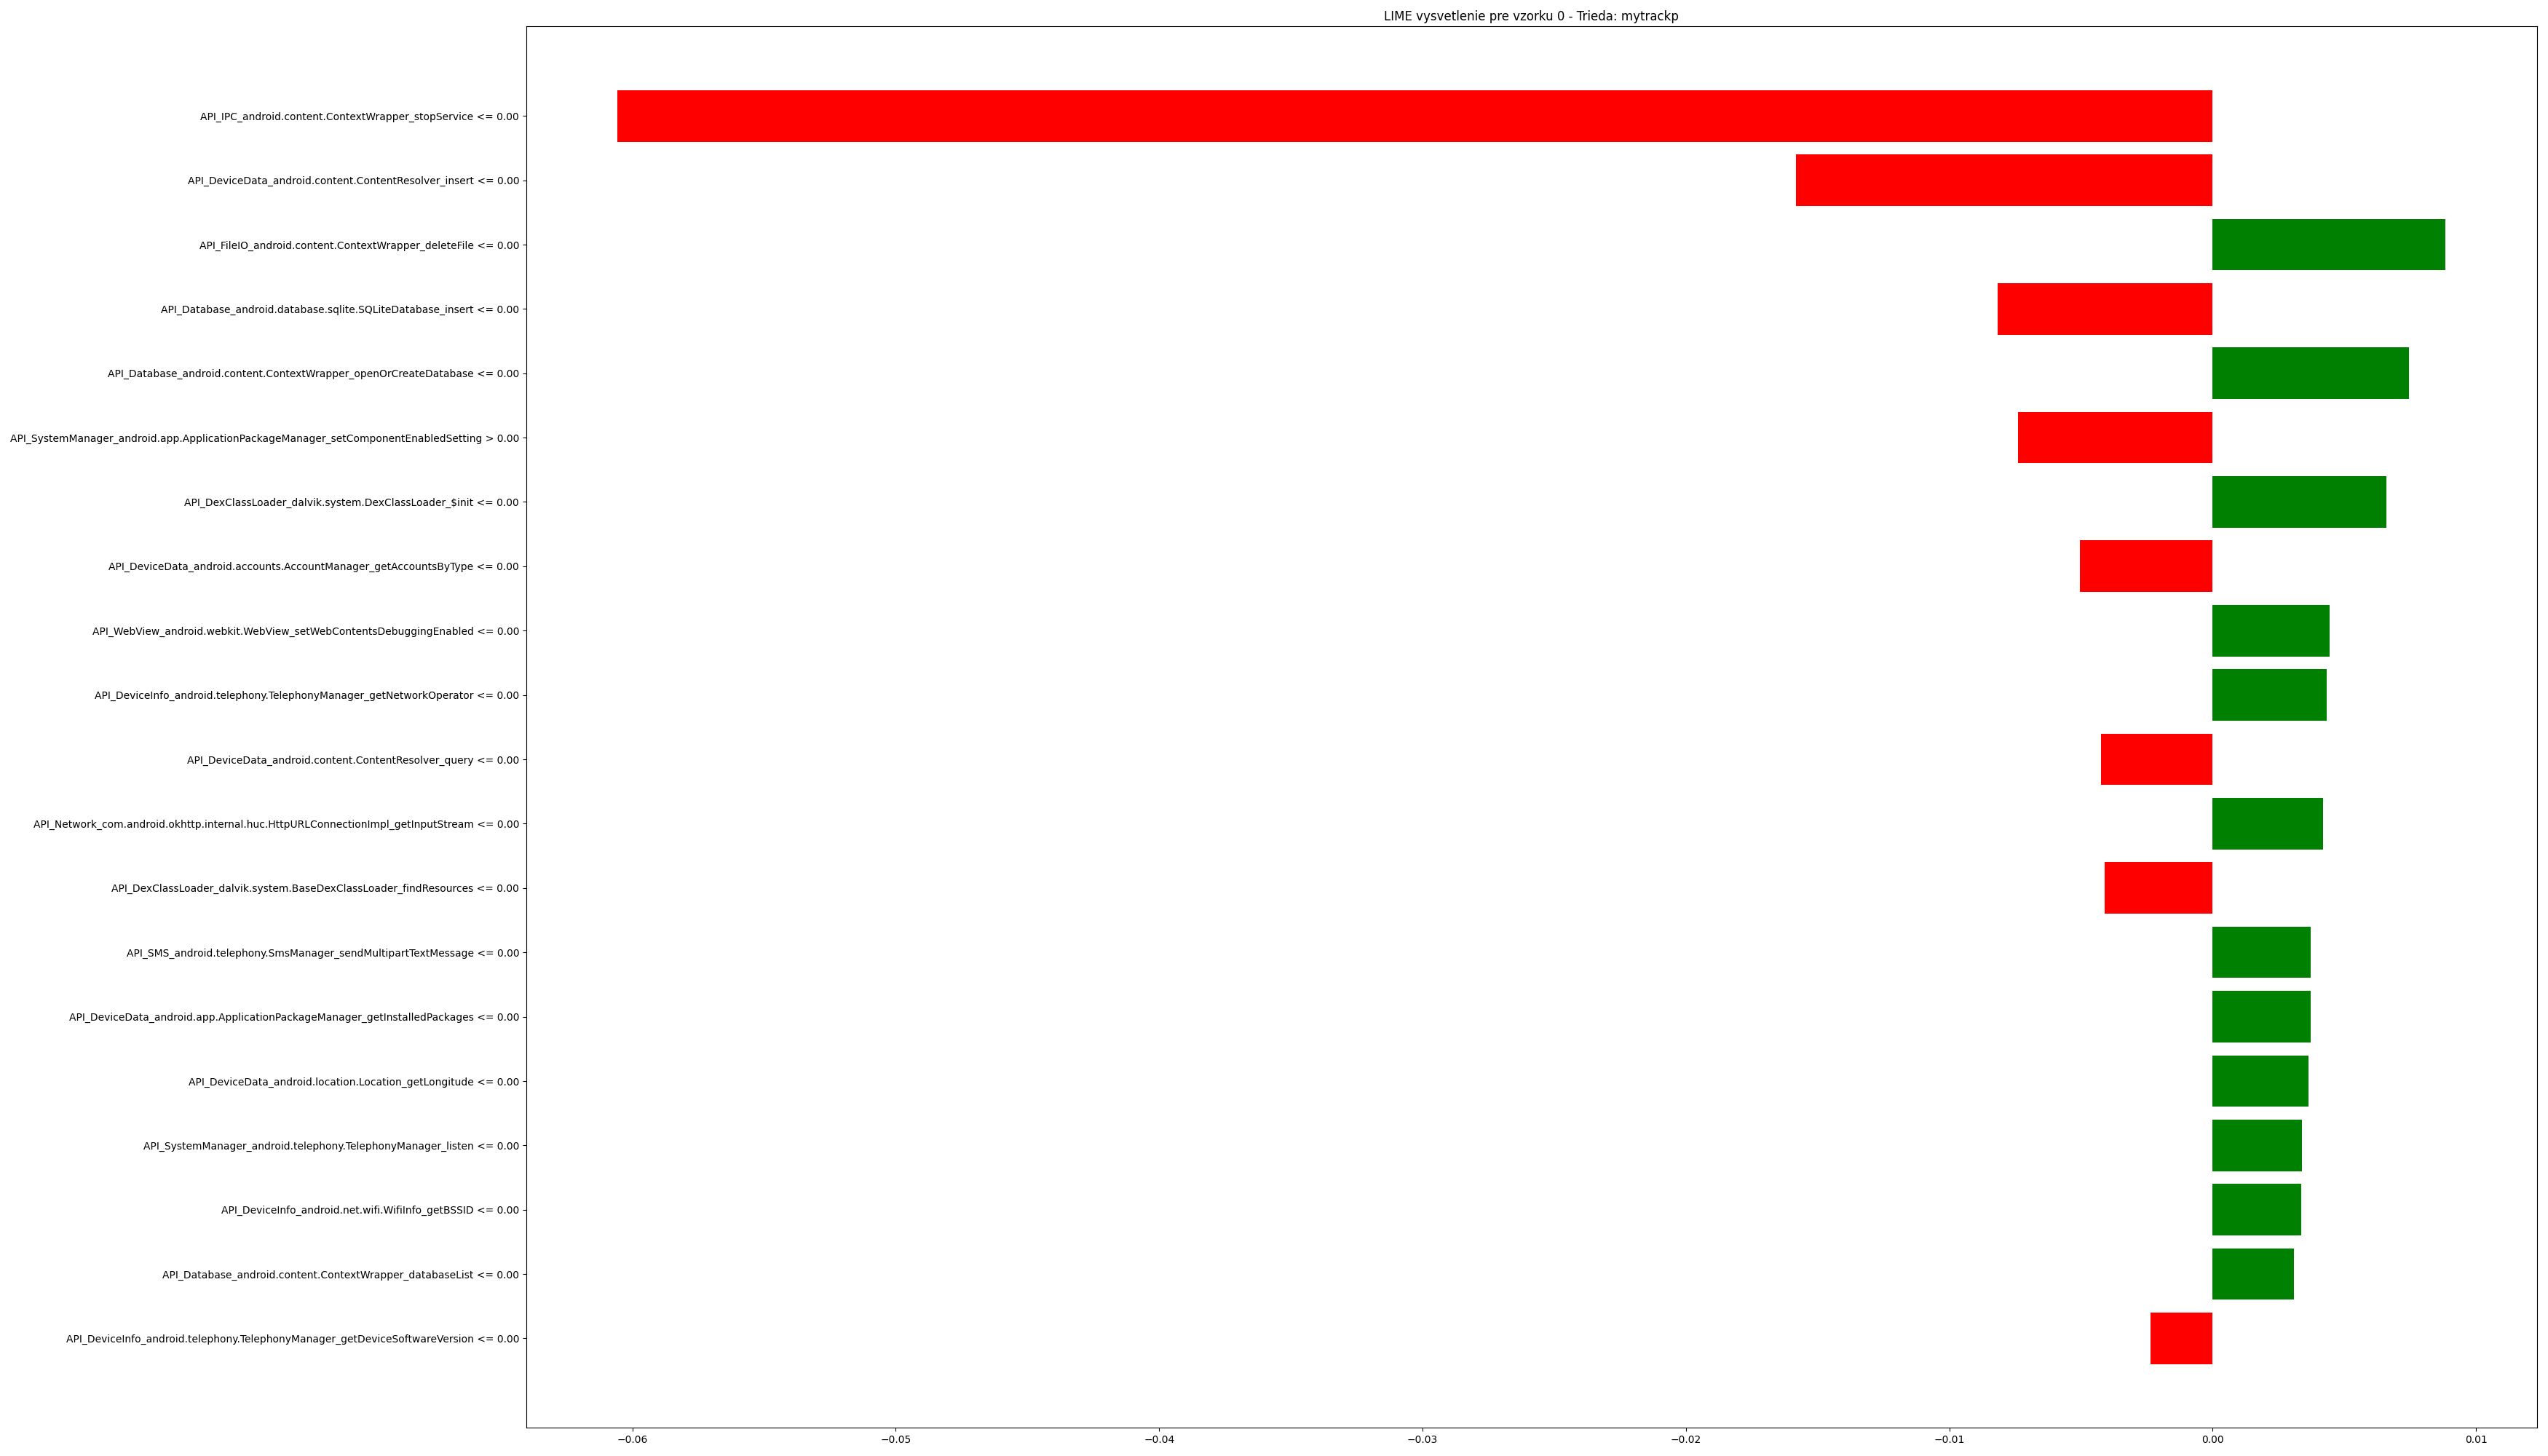 LIME vysvetlenie pre vzorku 0 - Trieda: mytrackp
API_IPC_android.content.ContextWrapper_stopService <= 0.00
API_DeviceData_android.content.ContentResolver_insert <= 0.00
API_FileIO_android.content.ContextWrapper_deleteFile <= 0.00
API_Database_android.database.sqlite.SQLiteDatabase_insert <= 0.00
API_Database_android.content.ContextWrapper_openOrCreateDatabase <= 0.00
API_SystemManager_android.app.ApplicationPackageManager_setComponentEnabledSetting > 0.00
API_DexClassLoader_dalvik.system.DexClassLoader_$init <= 0.00
API_DeviceData_android.accounts.AccountManager_getAccountsByType <= 0.00
API_WebView_android.webkit.WebView_setWebContentsDebuggingEnabled <= 0.00
API_DeviceInfo_android.telephony.TelephonyManager_getNetworkOperator <= 0.00
API_DeviceData_android.content.ContentResolver_query <= 0.00
API_Network_com.android.okhttp.internal.huc.HttpURLConnectionImpl_getInputStream <= 0.00
API_DexClassLoader_dalvik.system.BaseDexClassLoader_findResources <= 0.00
API_SMS_android.telephony.SmsManager_sendMultipartTextMessage <= 0.00
API_DeviceData_android.app.ApplicationPackageManager_getInstalledPackages <= 0.00
API_DeviceData_android.location.Location_getLongitude <= 0.00
API_SystemManager_android.telephony.TelephonyManager_listen <= 0.00
API_DeviceInfo_android.net.wifi.WifiInfo_getBSSID <= 0.00
API_Database_android.content.ContextWrapper_databaseList <= 0.00
API_DeviceInfo_android.telephony.TelephonyManager_getDeviceSoftwareVersion <= 0.00
−0.06 −0.05 −0.04 −0.03 −0.02 −0.01 0.00 0.01